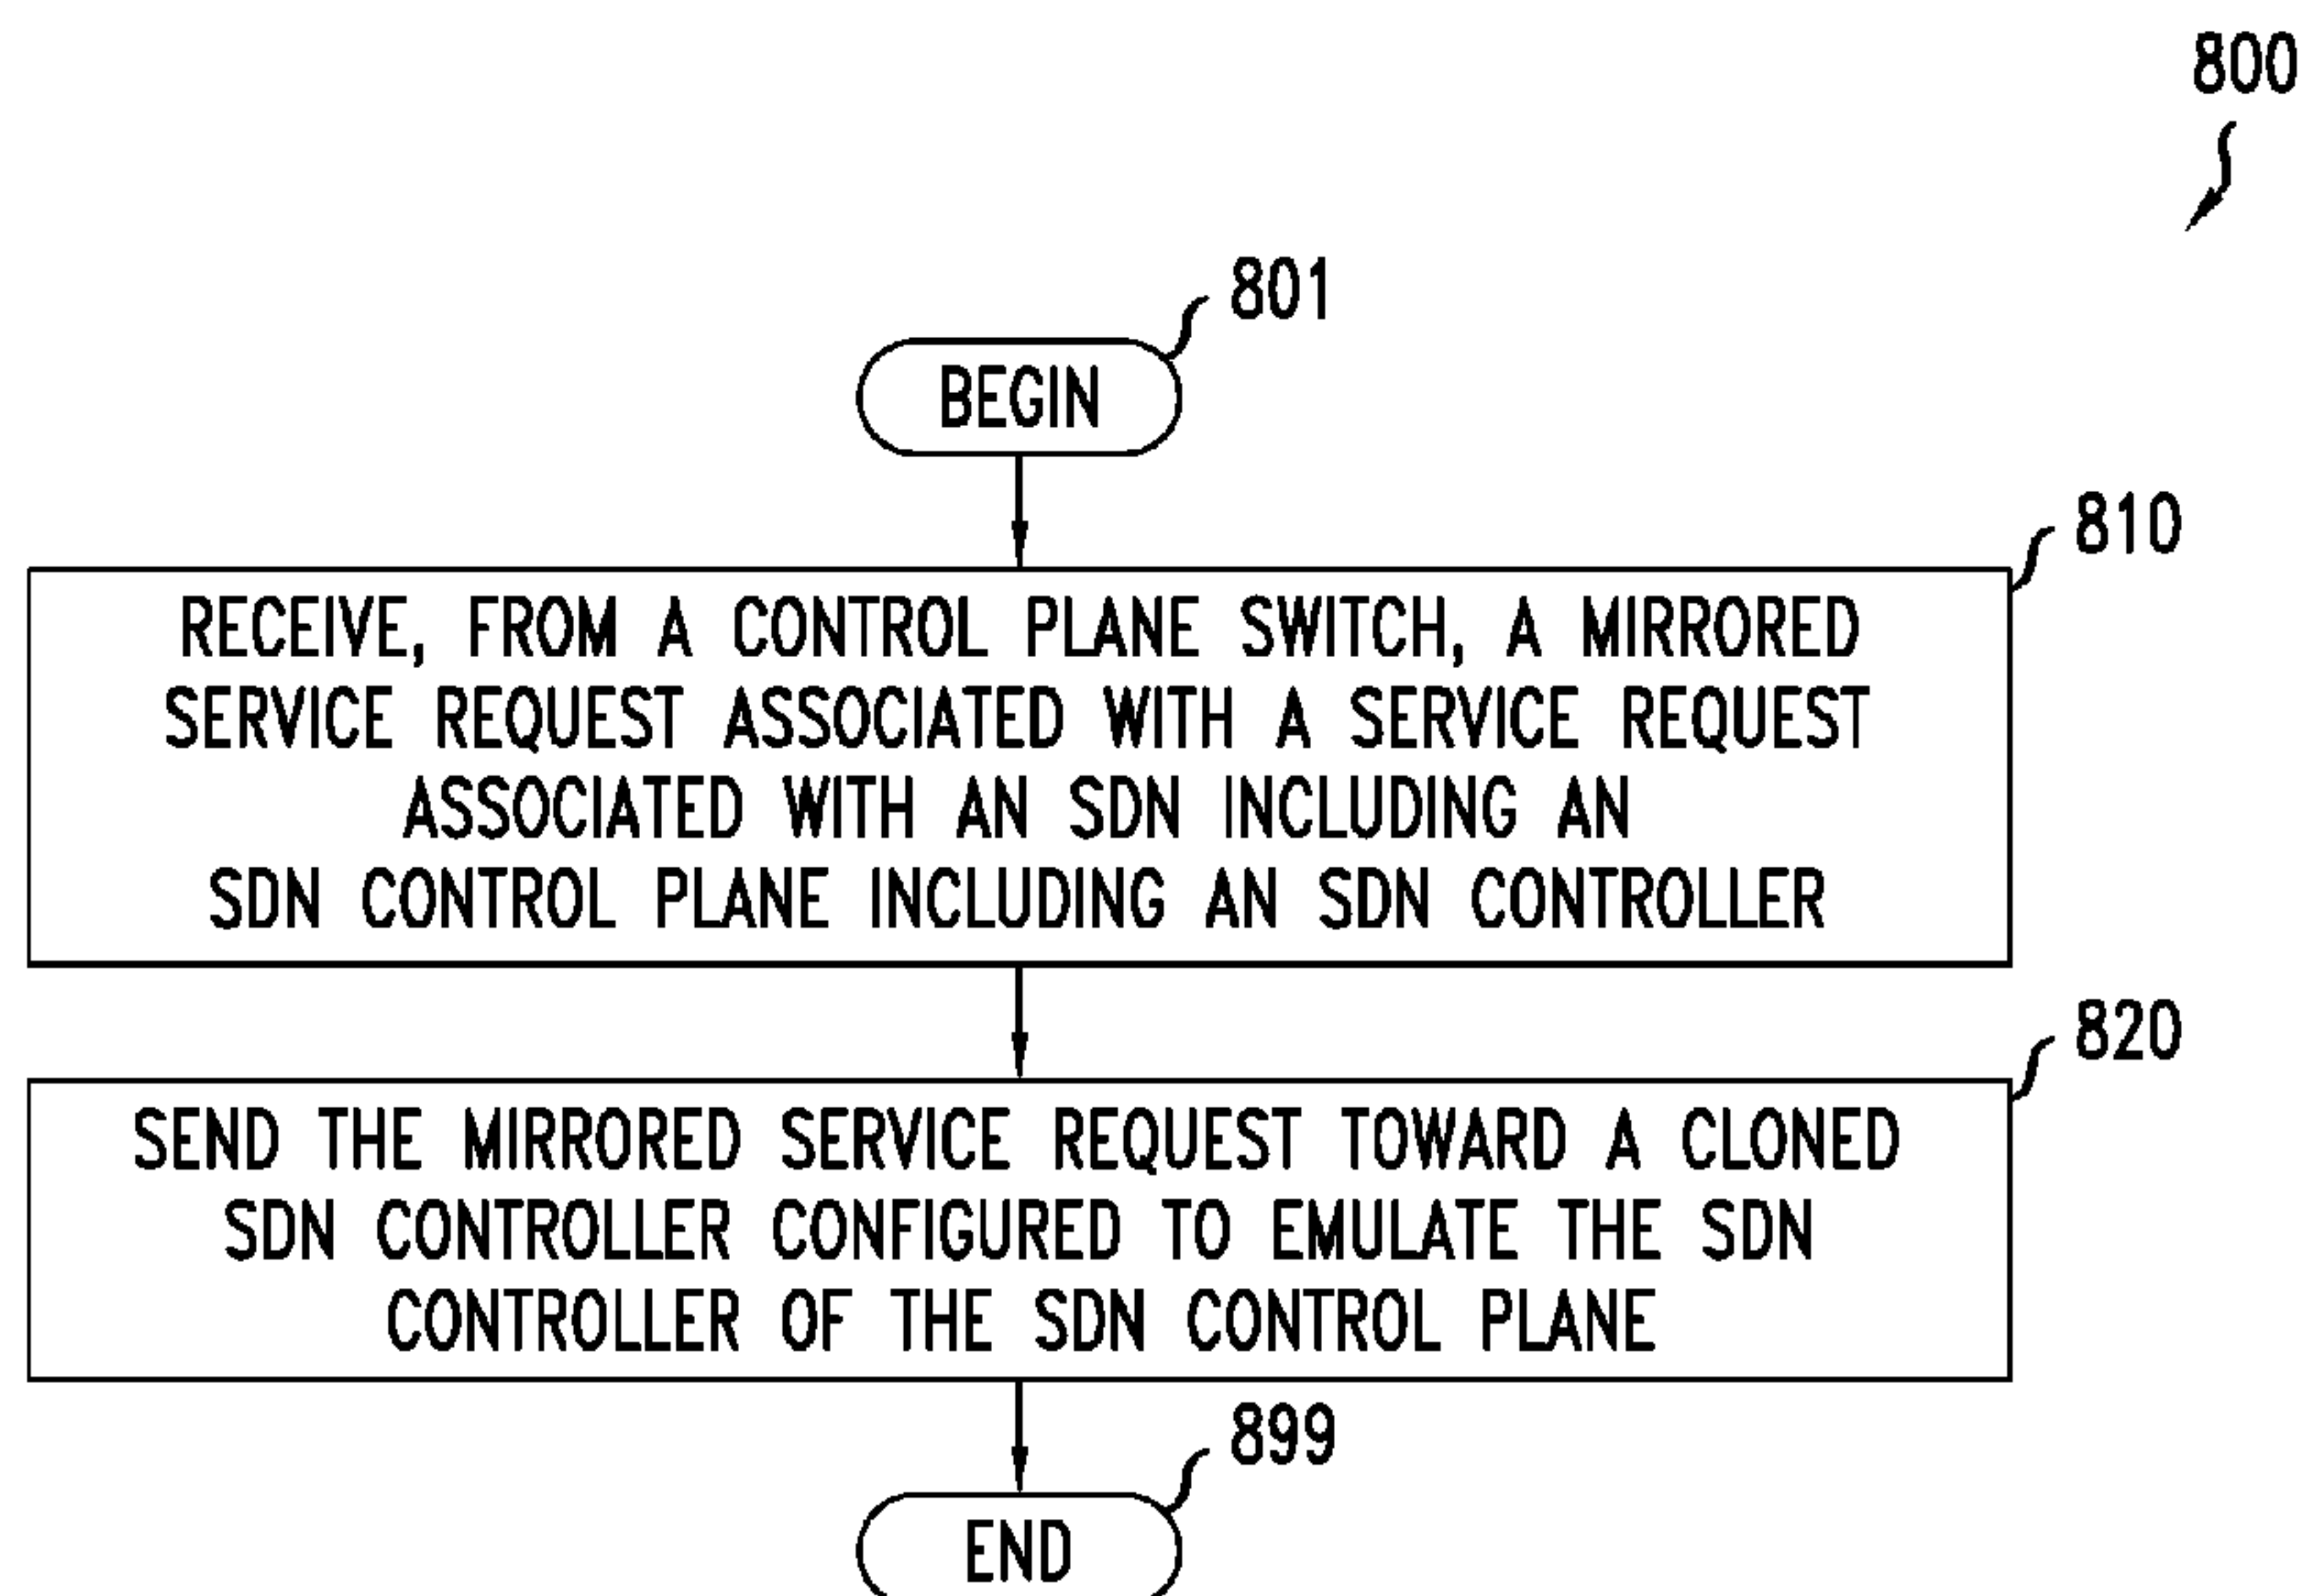 800
801
BEGIN
810
RECEIVE, FROM A CONTROL PLANE SWITCH, A MIRRORED
SERVICE REQUEST ASSOCIATED WITH A SERVICE REQUEST
ASSOCIATED WITH AN SDN INCLUDING AN
SDN CONTROL PLANE INCLUDING AN SDN CONTROLLER
820
SEND THE MIRRORED SERVICE REQUEST TOWARD A CLONED
SDN CONTROLLER CONFIGURED TO EMULATE THE SDN
CONTROLLER OF THE SDN CONTROL PLANE
899
END